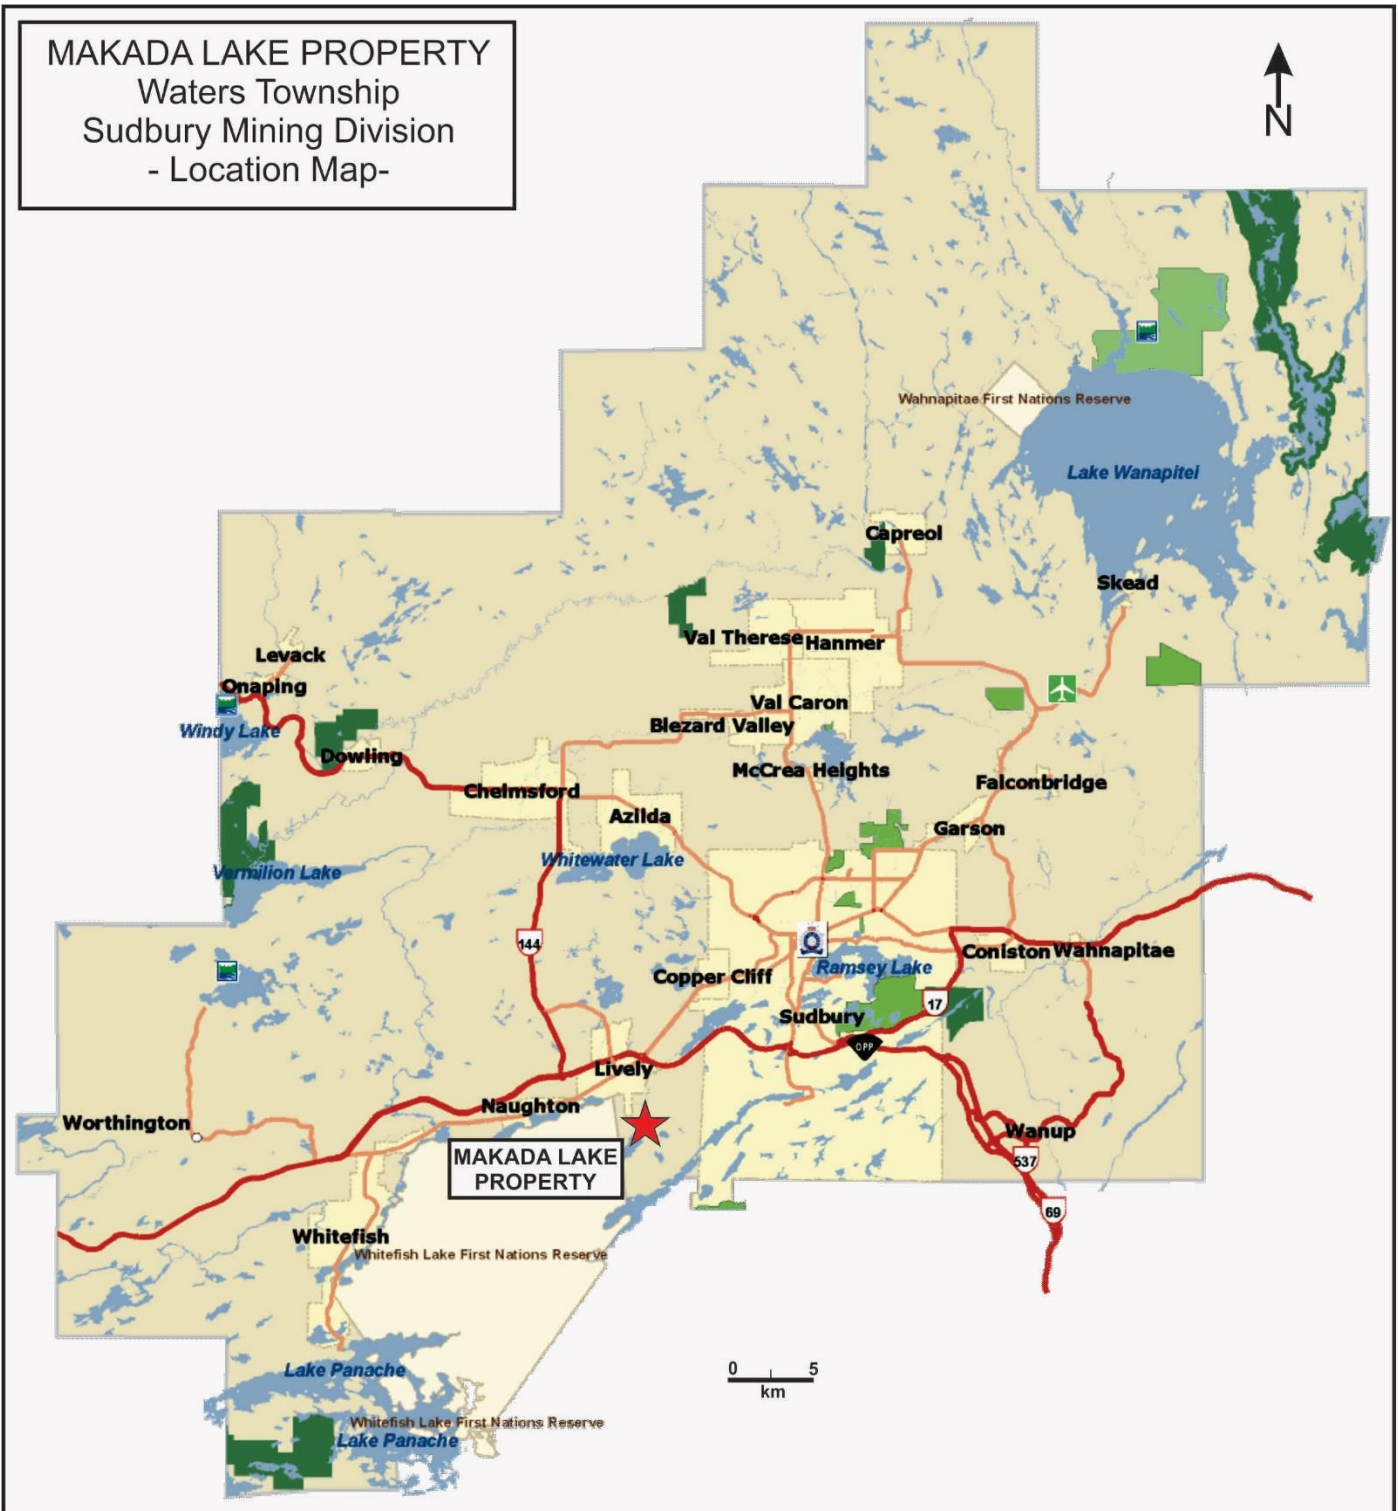 MAKADA LAKE PROPERTY
Waters Township
Sudbury Mining Division
- Location Map-
N
Wahnapitae First Nations Reserve
Lake Wanapitei
Capreol
Skead
Val Therese
Hanmer
Levack
Onaping
Windy Lake
Val Caron
Blezard Valley
Dowling
McCrea Heights
Falconbridge
Chelmsford
Azilda
Garson
Whitewater Lake
Vermilion Lake
144
Coniston
Wahnapitae
Ramsey Lake
Copper Cliff
17
Sudbury
OPP
Lively
Naughton
Worthington
Wanup
MAKADA LAKE
PROPERTY
537
69
Whitefish
Whitefish Lake First Nations Reserve
Lake Panache
0 5
km
Whitefish Lake First Nations Reserve
Lake Panache